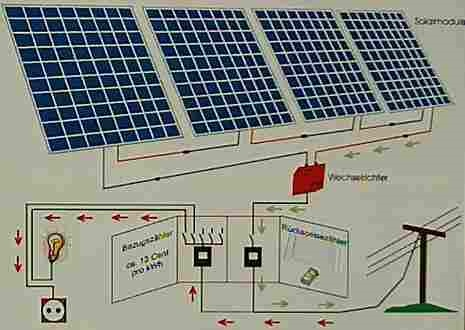 Solarmodule
Wechselrichter
Bezugszähler
ca. 13 Cent
pro kWh
Rückspeisezähler